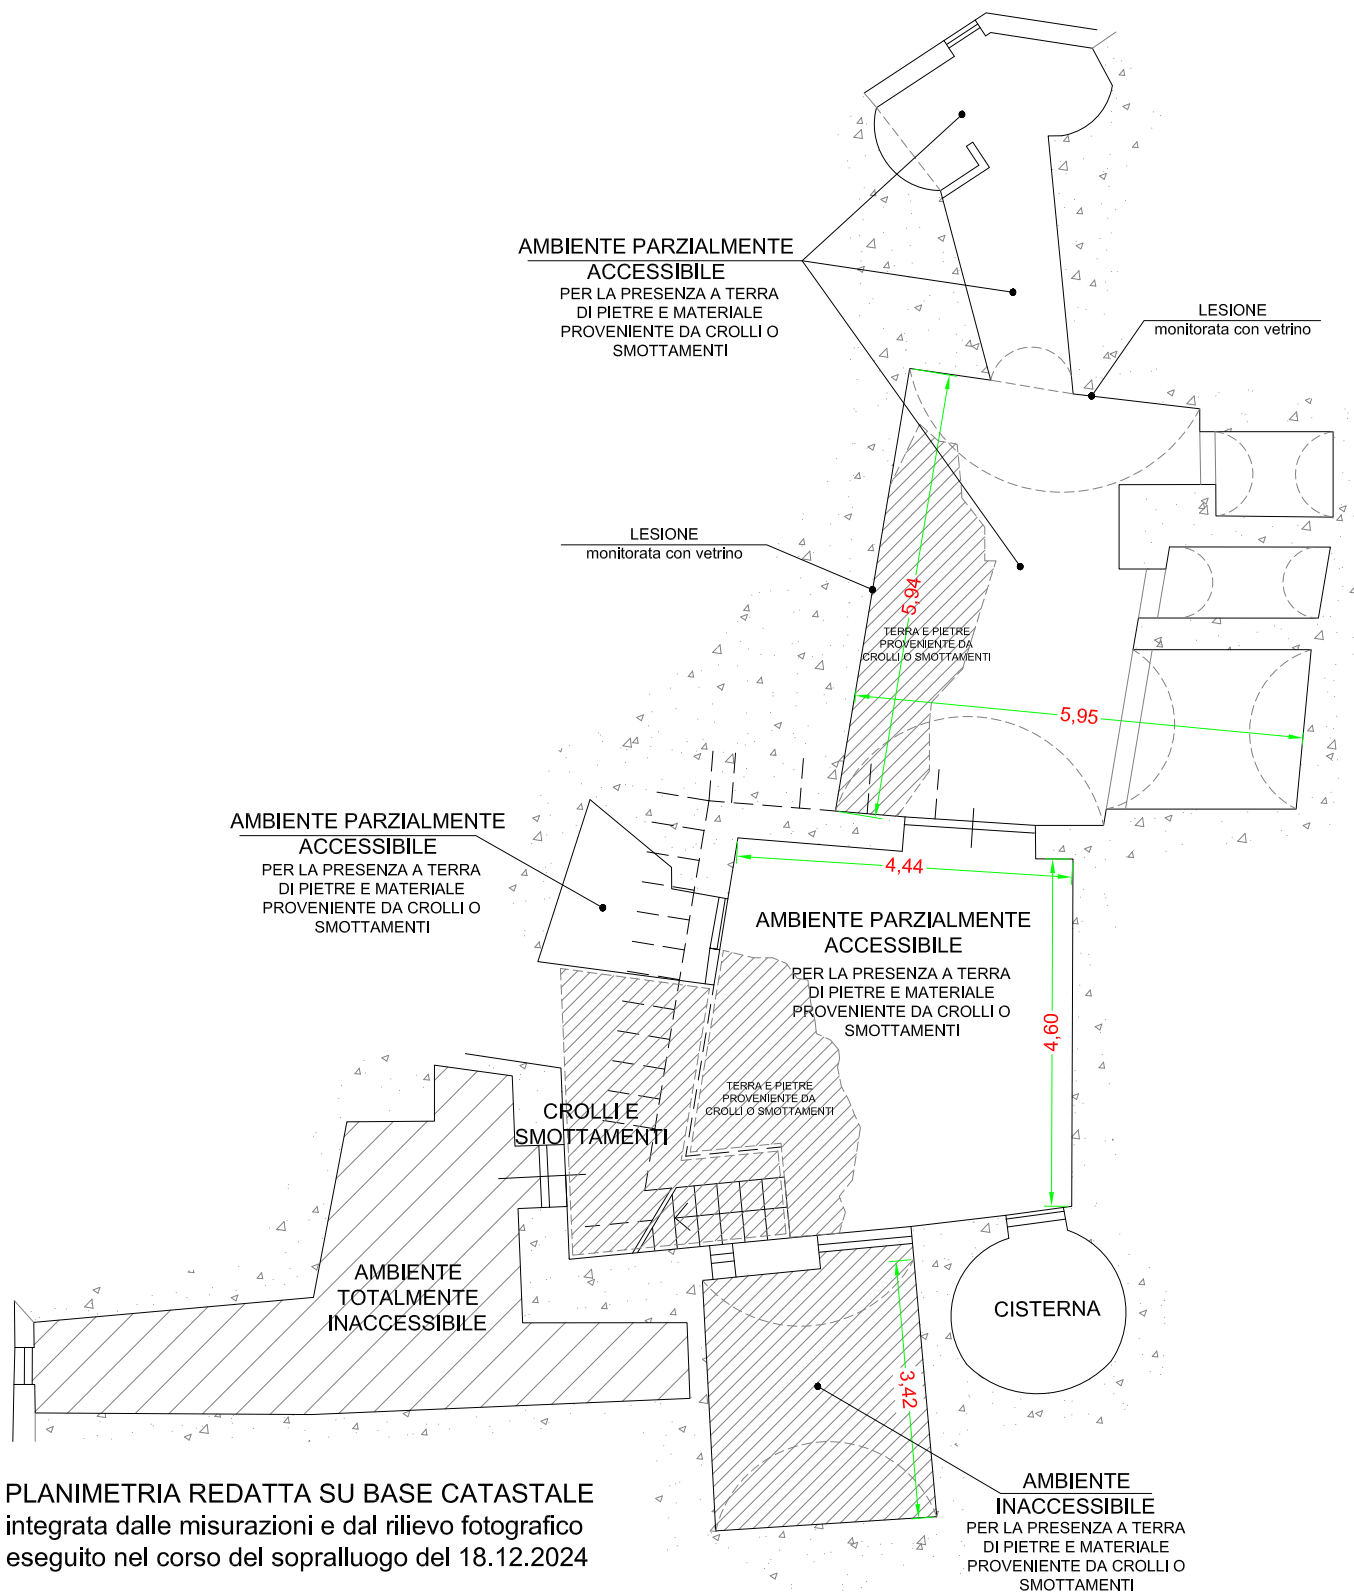 AMBIENTE PARZIALMENTE
ACCESSIBILE
PER LA PRESENZA A TERRA
DI PIETRE E MATERIALE
PROVENIENTE DA CROLLI O
SMOTTAMENTI
LESIONE
monitorata con vetrino
LESIONE
monitorata con vetrino
5,94
TERRA E PIETRE
PROVENIENTE DA
CROLLI O SMOTTAMENTI
5,95
AMBIENTE PARZIALMENTE
ACCESSIBILE
PER LA PRESENZA A TERRA
DI PIETRE E MATERIALE
PROVENIENTE DA CROLLI O
SMOTTAMENTI
4,44
AMBIENTE PARZIALMENTE
ACCESSIBILE
PER LA PRESENZA A TERRA
DI PIETRE E MATERIALE
PROVENIENTE DA CROLLI O
SMOTTAMENTI
4,60
TERRA E PIETRE
PROVENIENTE DA
CROLLI O SMOTTAMENTI
CROLLI E
SMOTTAMENTI
AMBIENTE
TOTALMENTE
INACCESSIBILE
CISTERNA
3,42
AMBIENTE
INACCESSIBILE
PER LA PRESENZA A TERRA
DI PIETRE E MATERIALE
PROVENIENTE DA CROLLI O
SMOTTAMENTI
PLANIMETRIA REDATTA SU BASE CATASTALE
integrata dalle misurazioni e dal rilievo fotografico
eseguito nel corso del sopralluogo del 18.12.2024